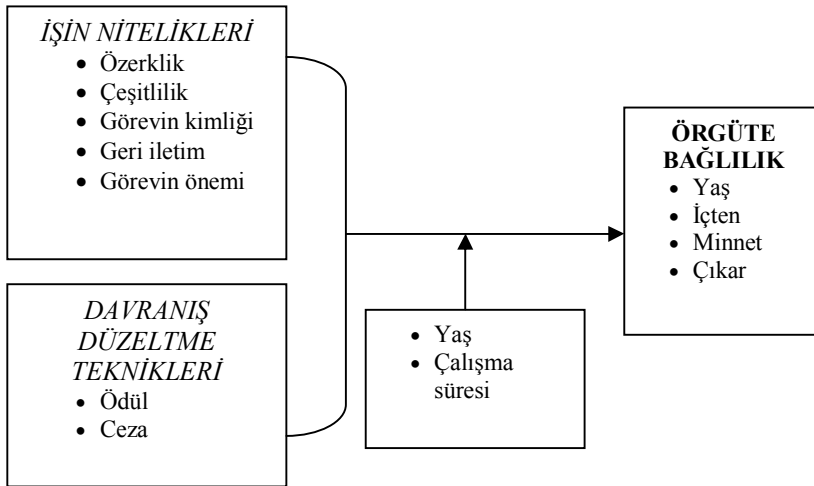 İŞİN NİTELİKLERİ
• Özerklik
• Çeşitlilik
• Görevin kimliği
• Geri iletim
• Görevin önemi
DAVRANIŞ
DÜZELTME
TEKNİKLERİ
• Ödül
• Ceza
• Yaş
• Çalışma
süresi
ÖRGÜTE
BAĞLILIK
• Yaş
• İçten
• Minnet
• Çıkar